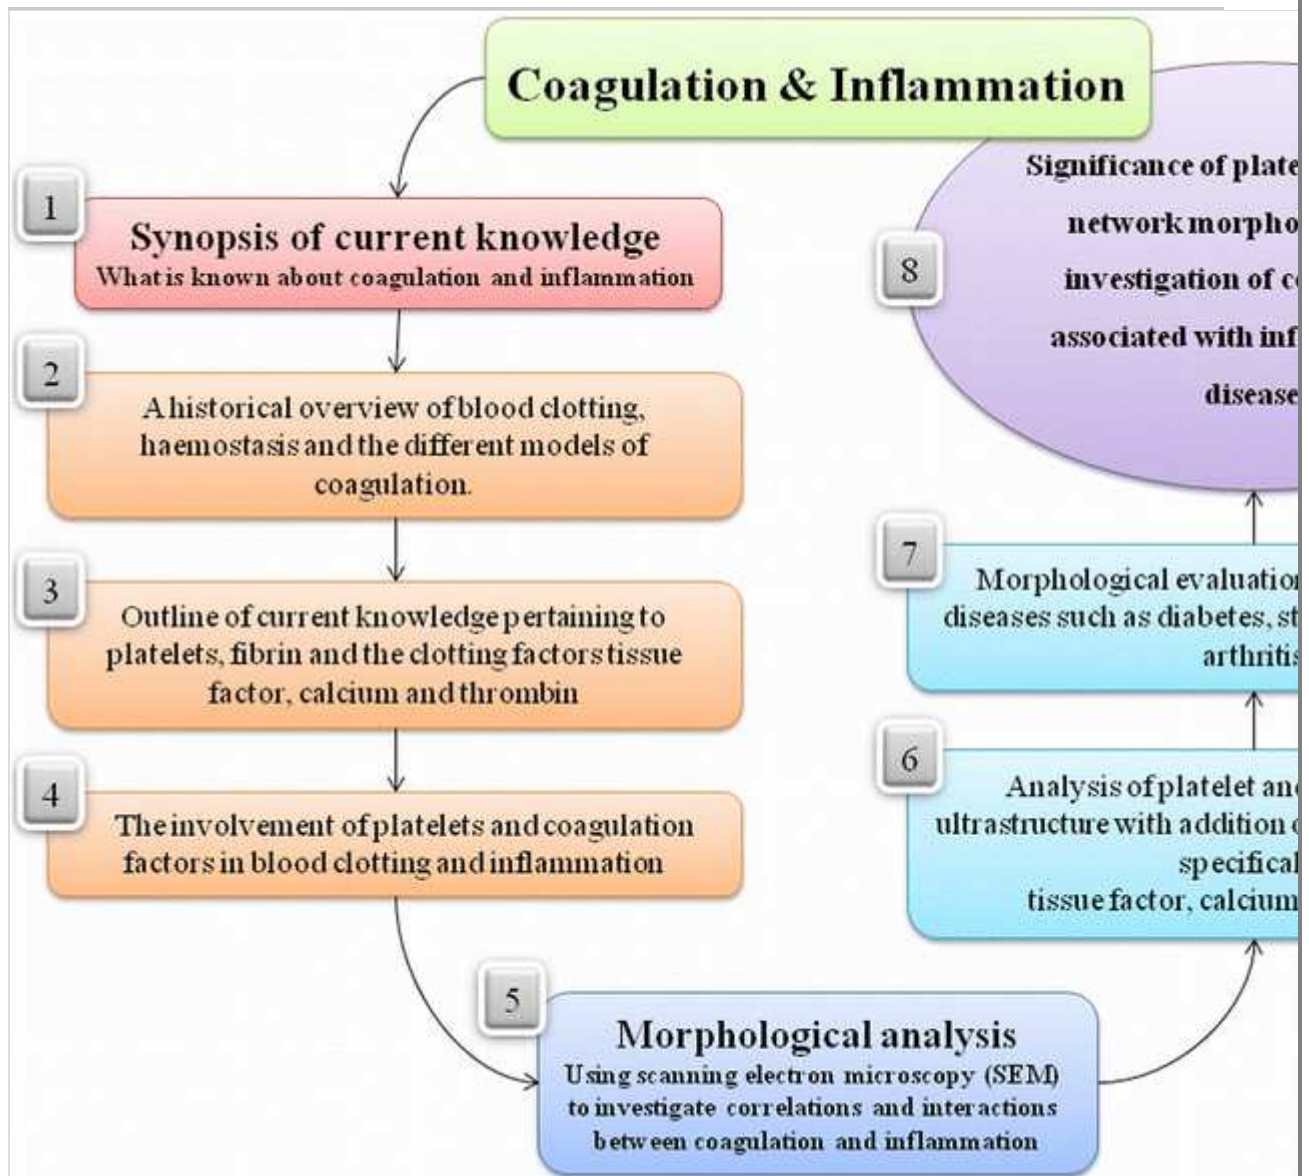 Coagulation & Inflammation
1
Synopsis of current knowledge
What is known about coagulation and inflammation
2
A historical overview of blood clotting,
haemostasis and the different models of
coagulation.
3
Outline of current knowledge pertaining to
platelets, fibrin and the clotting factors tissue
factor, calcium and thrombin
4
The involvement of platelets and coagulation
factors in blood clotting and inflammation
5
Morphological analysis
Using scanning electron microscopy (SEM)
to investigate correlations and interactions
between coagulation and inflammation
6
Analysis of platelet
ultrastructure with addition
tissue factor, calcium
7
Morphological
diseases such as diabetes,
8
Significance of
network
investigation of
associated with